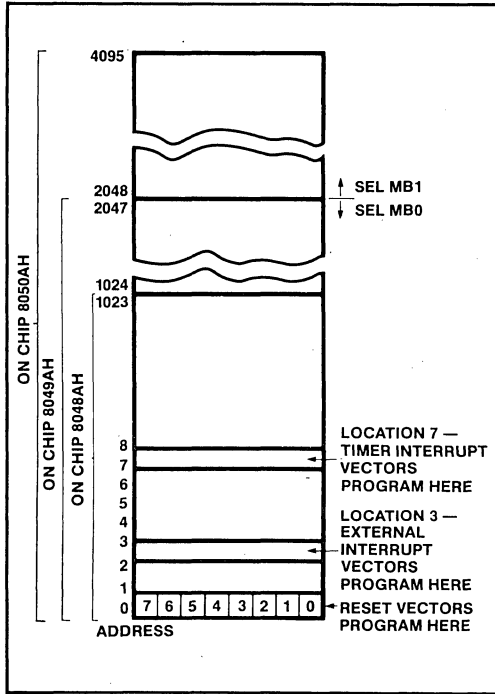 4095
2048
2047
SEL MB1
SEL MB0
1024
1023
ON CHIP 8050AH
ON CHIP 8049AH
ON CHIP 8048AH
8
7
6
5
4
3
2
1
0
LOCATION 7 —
TIMER INTERRUPT
VECTORS
PROGRAM HERE
LOCATION 3 —
EXTERNAL
INTERRUPT
VECTORS
PROGRAM HERE
7 6 5 4 3 2 1 0
RESET VECTORS
PROGRAM HERE
ADDRESS